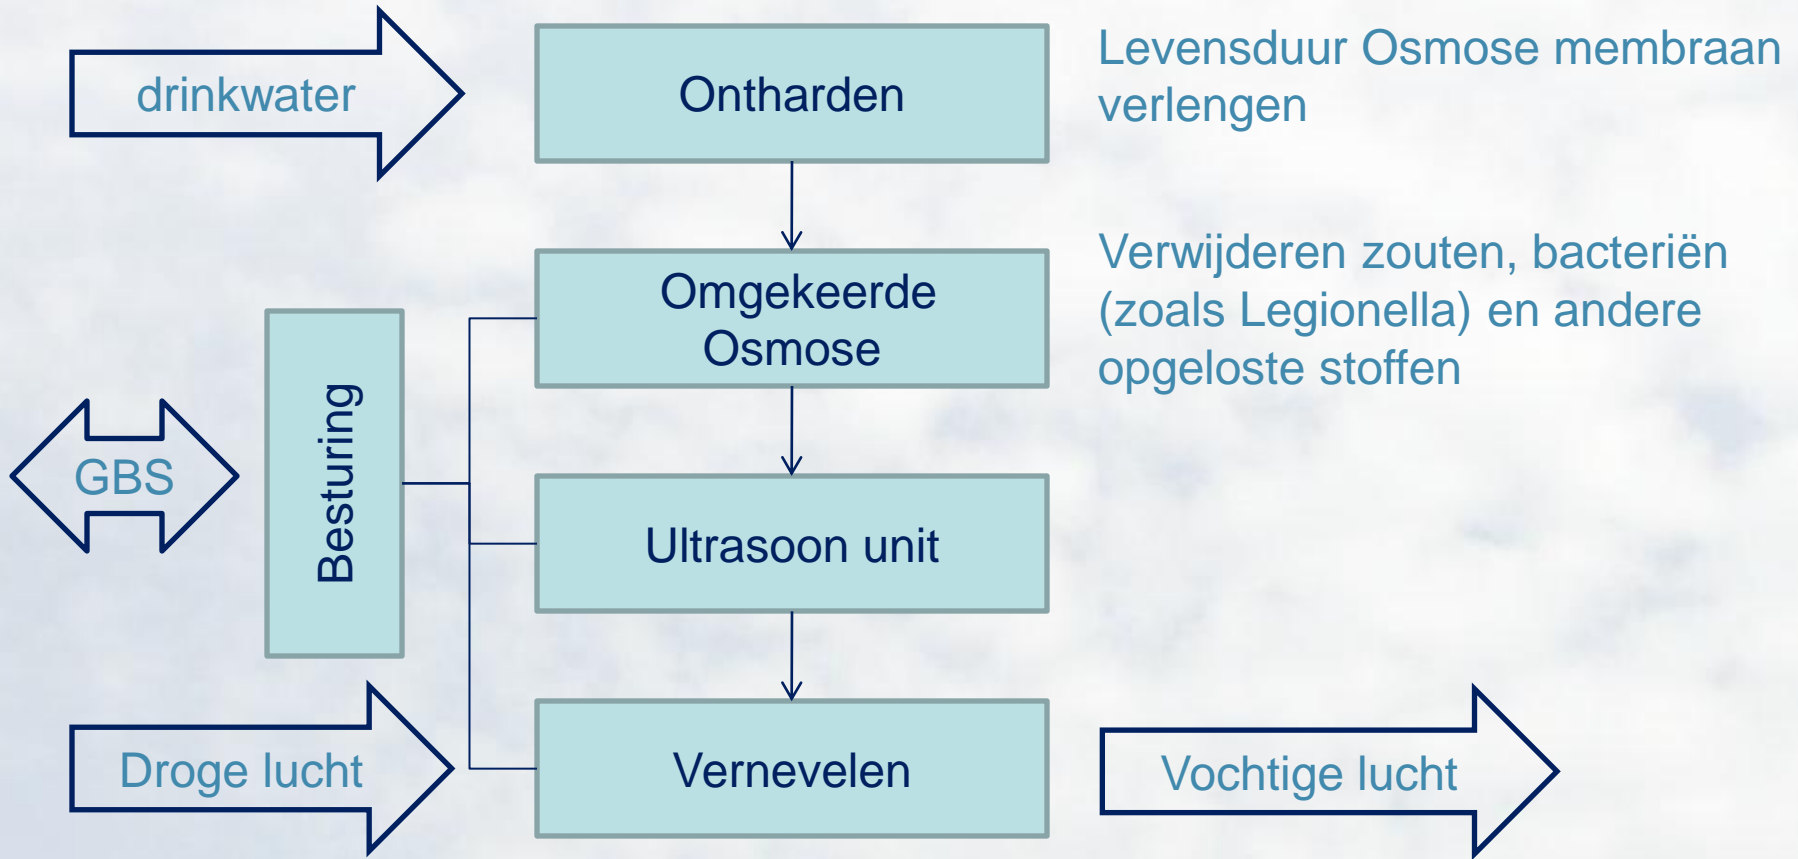 drinkwater
Ontharden
Levensduur Osmose membraan
verlengen
Omgekeerde
Osmose
Verwijderen zouten, bacteriën
(zoals Legionella) en andere
opgeloste stoffen
GBS
Besturing
Ultrasoon unit
Droge lucht
Vernevelen
Vochtige lucht